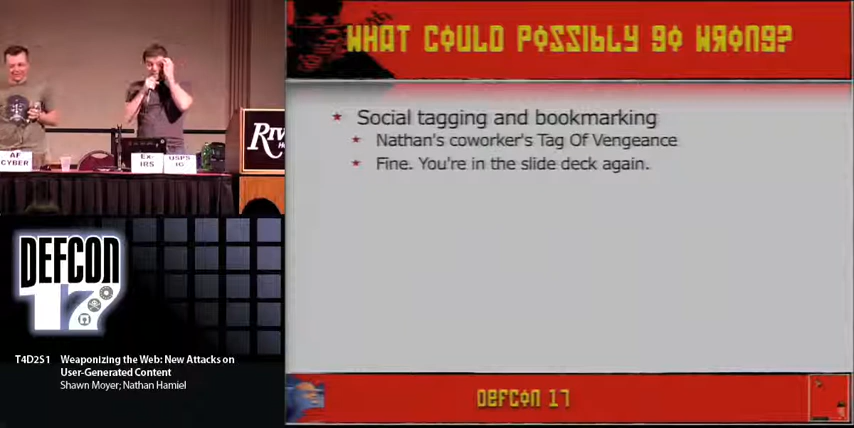 WHAT COULD POSSIBLY GO WRONG?
Social tagging and bookmarking
Nathan's coworker's Tag Of Vengeance
Fine. You're in the slide deck again.
DEFCON 17
AF
CYBER
Ex-
IRS
USPS
IG
DEFCON
17
T4D2S1 Weaponizing the Web: New Attacks on
User-Generated Content
Shawn Moyer; Nathan Hamiel